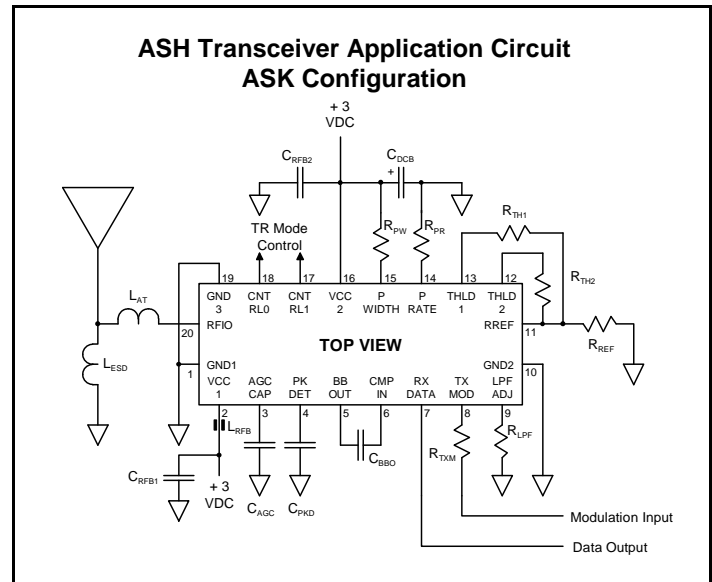 ASH Transceiver Application Circuit
ASK Configuration
+ 3
VDC
CRFB2
CDCB
+
TR Mode
Control
RPW
RPR
RTH1
RTH2
19 18 17 16 15 14 13 12
GND 3
CNT RL0
CNT RL1
VCC 2
P WIDTH
P RATE
THLD 1
THLD 2
LAT
20
RFIO
RREF
11
RREF
TOP VIEW
LESD
1
GND1
GND2
10
VCC 1
AGC CAP
PK DET
BB OUT
CMP IN
RX DATA
TX MOD
LPF ADJ
2 3 4 5 6 7 8 9
LRFB
CRFB1
+ 3
VDC
CAGC
CPKD
CBBO
RTXM
RLPF
Modulation Input
Data Output